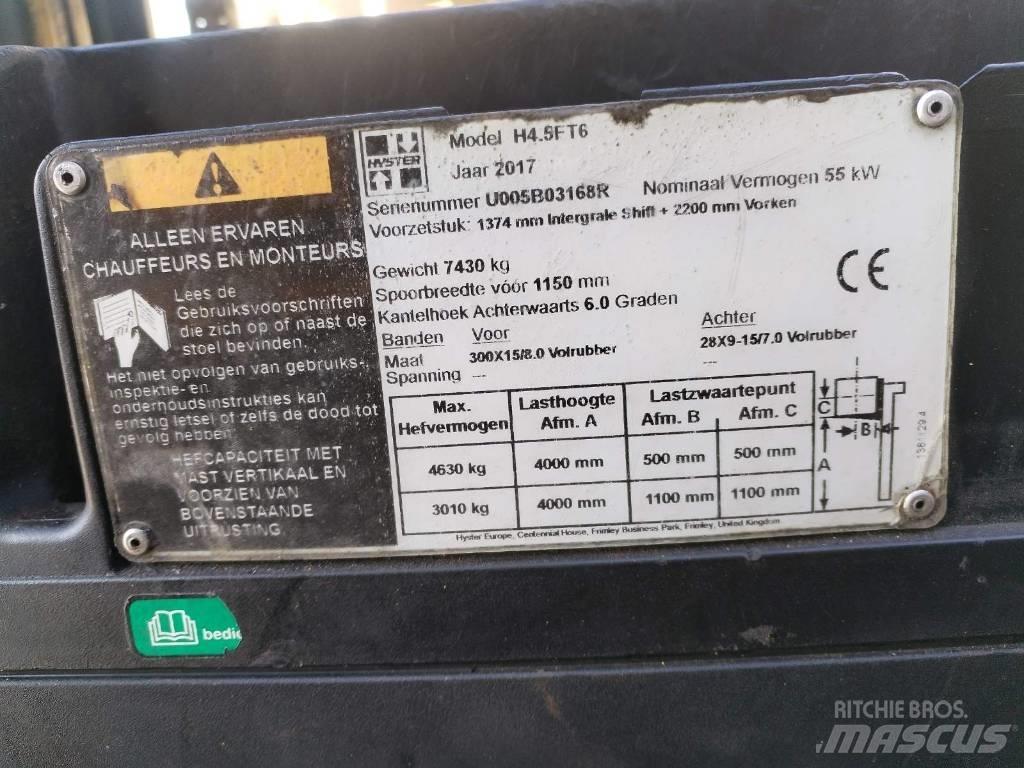 ALLEEN ERVAREN
CHAUFFEURS EN MONTEURS
Lees de
Gebruiksvoorschriften
die zich op of naast de
stoel bevinden.
Het niet opvolgen van gebruiks-,
inspektie-en
onderhoudsinstrukties kan
ernstig letsel of zelfs de dood tot
gevolg hebben.
HEFCAPACITEIT MET
MAST VERTIKAAL EN
VOORZIEN VAN
BOVENSTAANDE
UITRUSTING
HYSTER
Model H4.5FT6
Jaar 2017
Serienummer U005B03168R Nominaal Vermogen 55 kW
Voorzetstuk: 1374 mm Intergrale Shift + 2200 mm Vorken
Gewicht 7430 kg
Spoorbreedte vóór 1150 mm
Kantelhoek Achterwaarts 6.0 Graden
CE
Banden Voor Achter
Maat 300X15/8.0 Volrubber 28X9-15/7.0 Volrubber
Spanning --- ---
Max. Hefvermogen Lasthoogte Afm. A Lastzwaartepunt Afm. B Afm. C
4630 kg 4000 mm 500 mm 500 mm
3010 kg 4000 mm 1100 mm 1100 mm
C
B
A
Hyster Europe, Centennial House, Frimley Business Park, Frimley, United Kingdom
bedie
RITCHIE BROS.
MASCUS